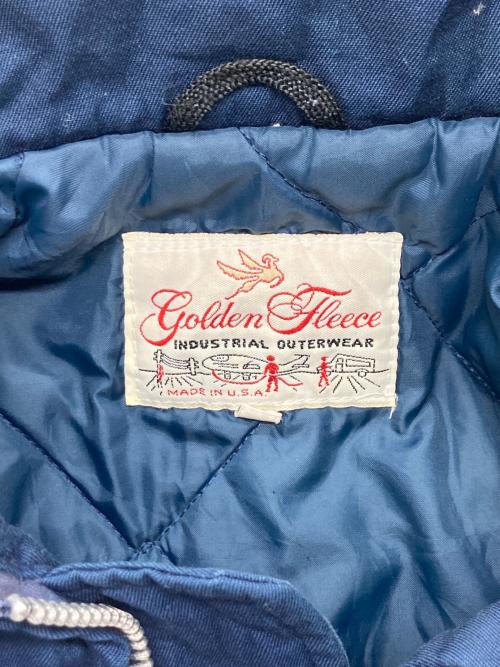 Golden Fleece
INDUSTRIAL OUTERWEAR
MADE IN U.S.A.